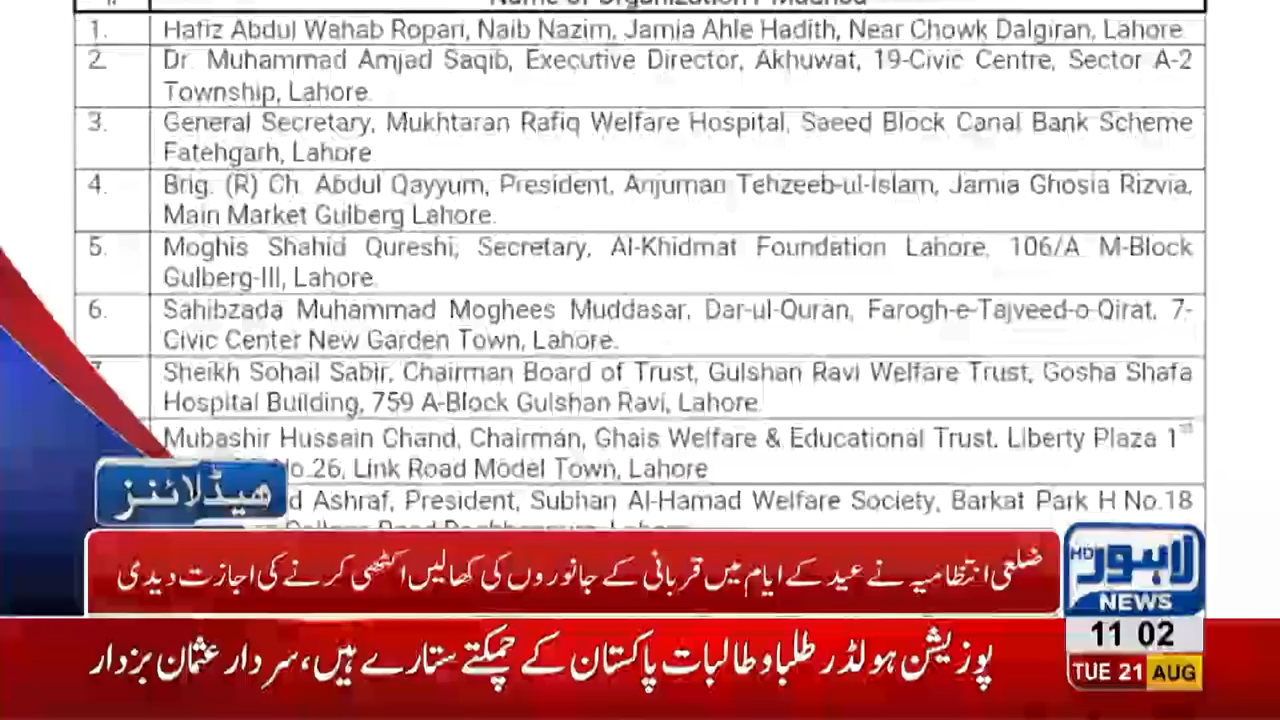 Name of Organization / Madrisa
1. Hafiz Abdul Wahab Ropari, Naib Nazim, Jamia Ahle Hadith, Near Chowk Dalgiran, Lahore.
2. Dr. Muhammad Amjad Saqib, Executive Director, Akhuwat, 19-Civic Centre, Sector A-2
Township, Lahore.
3. General Secretary, Mukhtaran Rafiq Welfare Hospital, Saeed Block Canal Bank Scheme
Fatehgarh, Lahore
4. Brig. (R) Ch. Abdul Qayyum, President, Anjuman Tehzeeb-ul-Islam, Jamia Ghosia Rizvia,
Main Market Gulberg Lahore.
5. Moghis Shahid Qureshi, Secretary, Al-Khidmat Foundation Lahore, 106/A M-Block
Gulberg-III, Lahore.
6. Sahibzada Muhammad Moghees Muddasar, Dar-ul-Quran, Farogh-e-Tajveed-o-Qirat, 7-
Civic Center New Garden Town, Lahore.
7. Sheikh Sohail Sabir, Chairman Board of Trust, Gulshan Ravi Welfare Trust, Gosha Shafa
Hospital Building, 759 A-Block Gulshan Ravi, Lahore
Mubashir Hussain Chand, Chairman, Ghais Welfare & Educational Trust. Liberty Plaza 1st
No.26, Link Road Model Town, Lahore
d Ashraf, President, Subhan Al-Hamad Welfare Society, Barkat Park H No.18
ہیڈلائنز
ضلعی انتظامیہ نے عید کے ایام میں قربانی کے جانوروں کی کھالیں اکٹھی کرنے کی اجازت دیدی
لاہور HD
NEWS
11 02
پوزیشن ہولڈر طلبا و طالبات پاکستان کے چمکتے ستارے ہیں، سردار عثمان بزدار
TUE 21 AUG